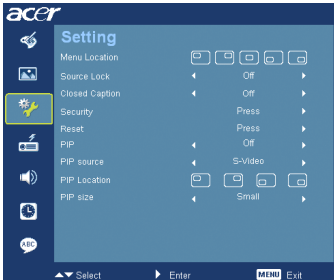 acer
Setting
Menu Location
Source Lock Off
Closed Caption Off
Security Press
Reset Press
PIP Off
PIP source S-Video
PIP Location
PIP size Small
ABC
Select Enter MENU Exit